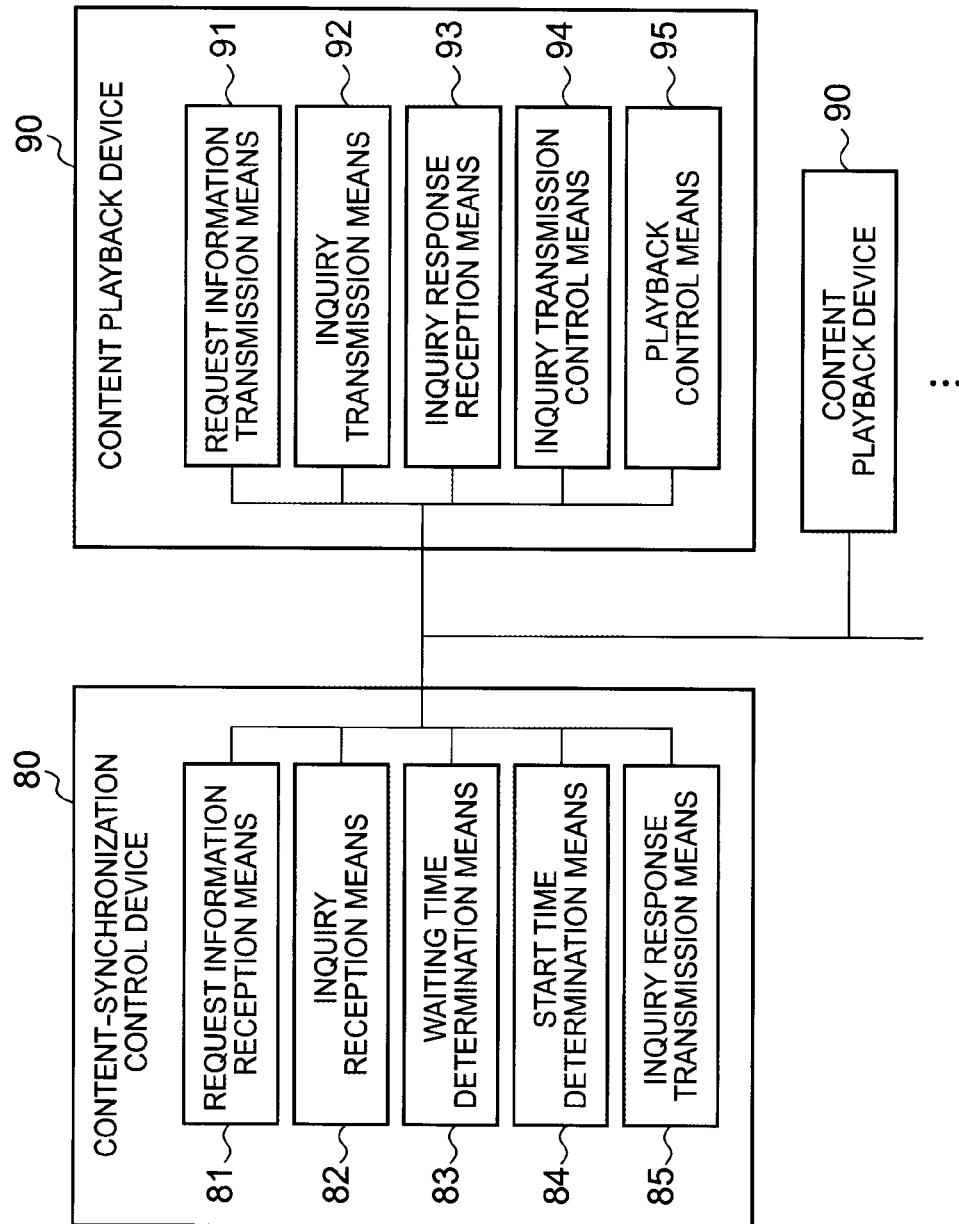 80
CONTENT-SYNCHRONIZATION
CONTROL DEVICE
81
REQUEST INFORMATION
RECEPTION MEANS
82
INQUIRY
RECEPTION MEANS
83
WAITING TIME
DETERMINATION MEANS
84
START TIME
DETERMINATION MEANS
85
INQUIRY RESPONSE
TRANSMISSION MEANS
90
CONTENT PLAYBACK DEVICE
REQUEST INFORMATION
TRANSMISSION MEANS
91
INQUIRY
TRANSMISSION MEANS
92
INQUIRY RESPONSE
RECEPTION MEANS
93
INQUIRY TRANSMISSION
CONTROL MEANS
94
PLAYBACK
CONTROL MEANS
95
CONTENT
PLAYBACK DEVICE
90
...